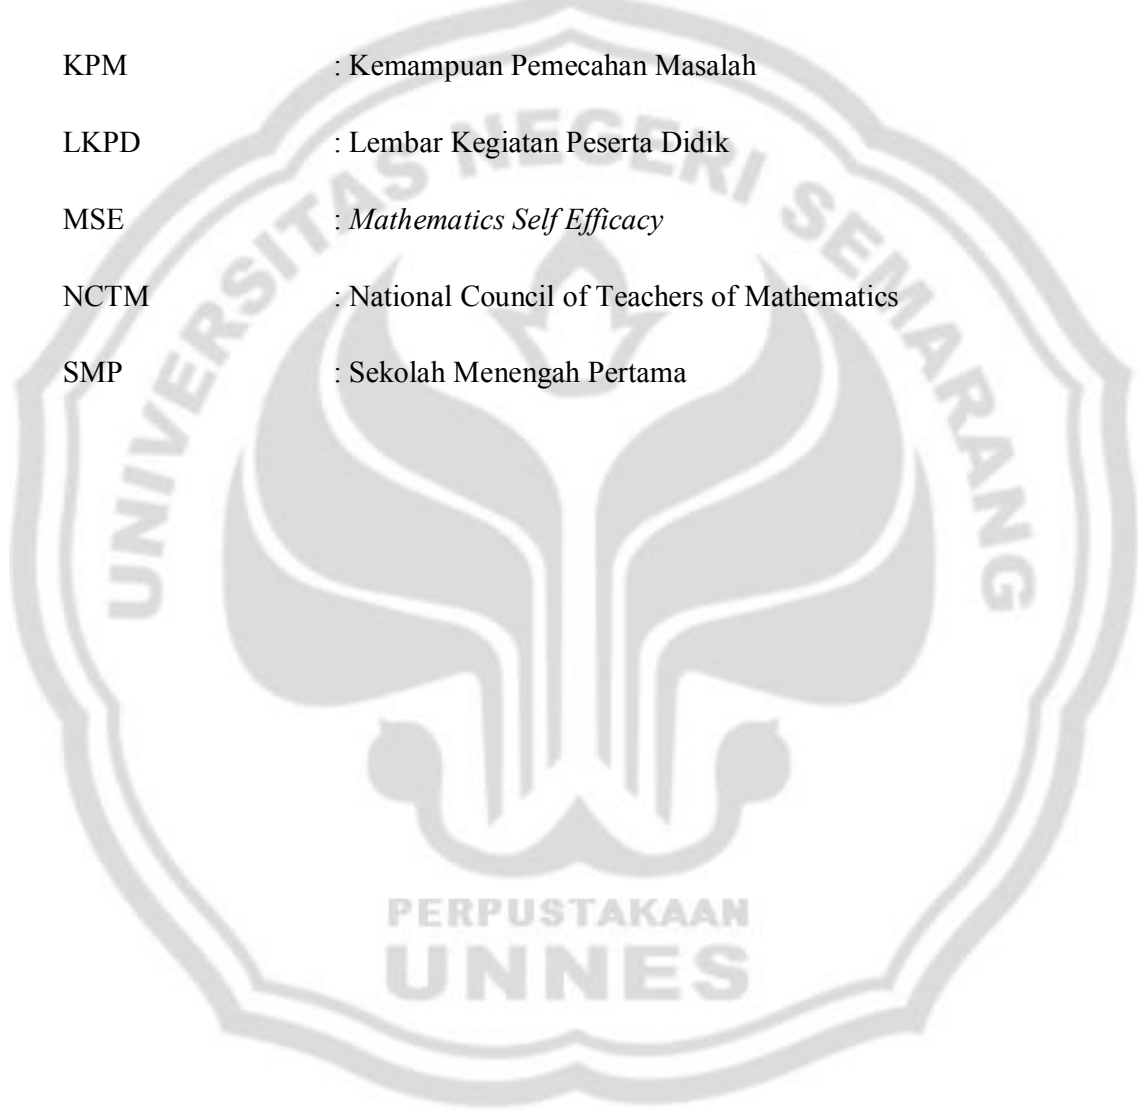 KPM : Kemampuan Pemecahan Masalah
LKPD : Lembar Kegiatan Peserta Didik
MSE : Mathematics Self Efficacy
NCTM : National Council of Teachers of Mathematics
SMP : Sekolah Menengah Pertama
UNIVERSITAS NEGERI SEMARANG
PERPUSTAKAAN
UNNES